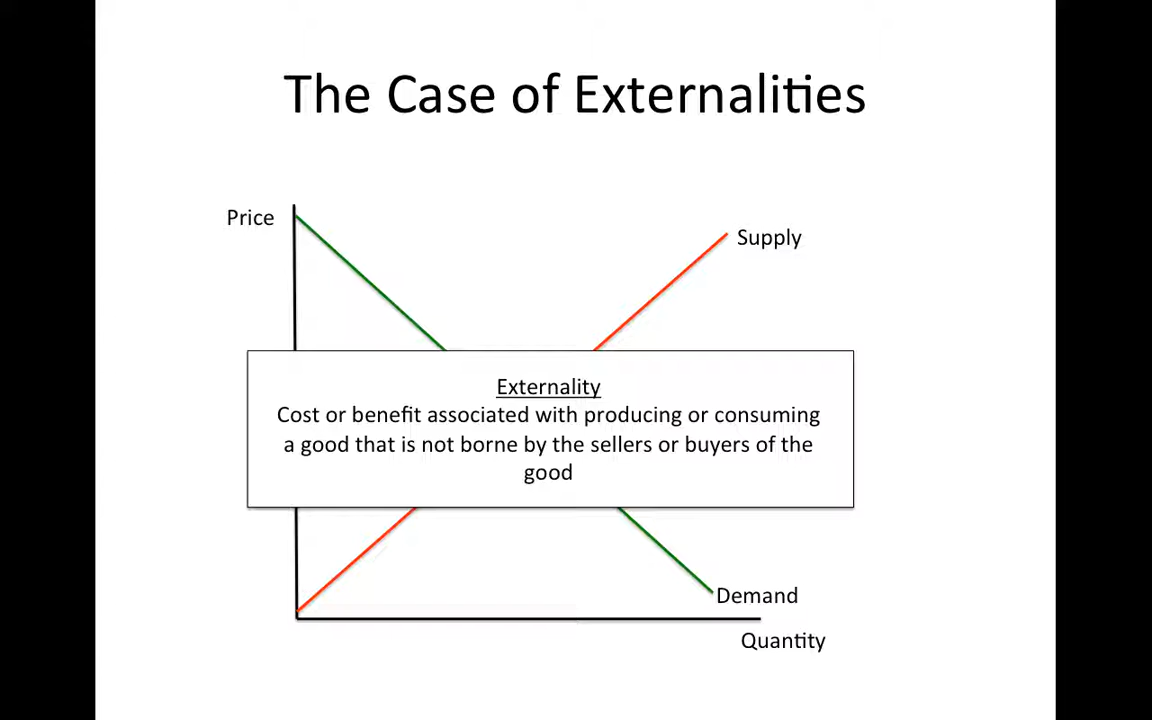 The Case of Externalities
Price
Supply
Externality
Cost or benefit associated with producing or consuming
a good that is not borne by the sellers or buyers of the
good
Demand
Quantity